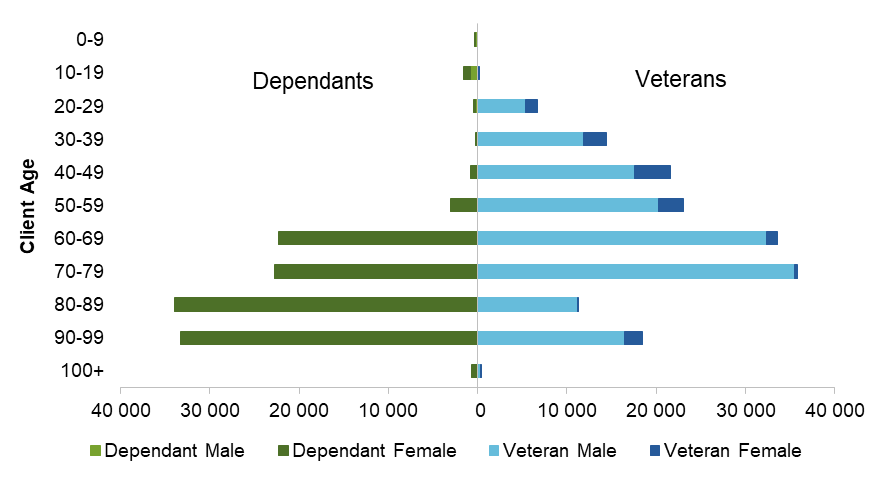 0-9
10-19
20-29
30-39
40-49
50-59
60-69
70-79
80-89
90-99
100+
Client Age
Dependants
Veterans
40 000 30 000 20 000 10 000 0 10 000 20 000 30 000 40 000
Dependant Male Dependant Female Veteran Male Veteran Female